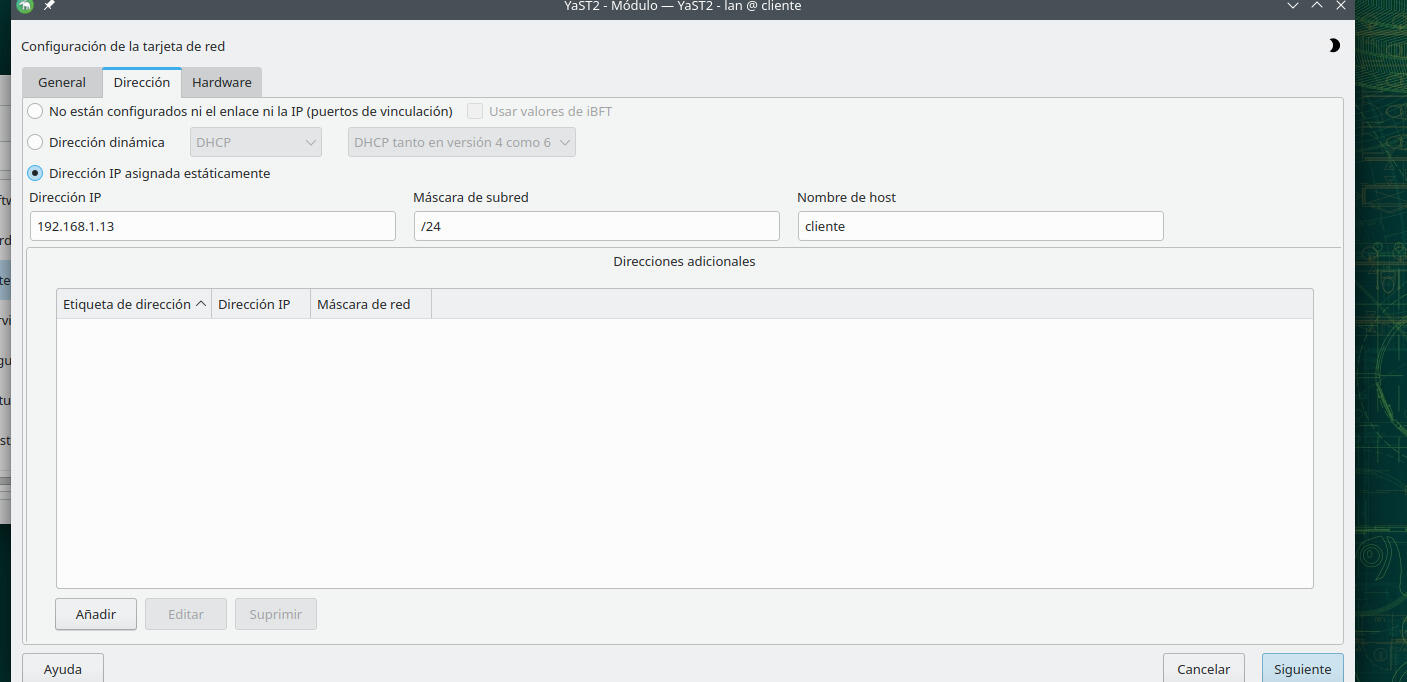 YaST2 - Módulo — YaST2 - lan @ cliente
Configuración de la tarjeta de red
General Dirección Hardware
No están configurados ni el enlace ni la IP (puertos de vinculación) Usar valores de iBFT
Dirección dinámica DHCP DHCP tanto en versión 4 como 6
Dirección IP asignada estáticamente
Dirección IP Máscara de subred Nombre de host
192.168.1.13 /24 cliente
Direcciones adicionales
Etiqueta de dirección Dirección IP Máscara de red
Añadir Editar Suprimir
Ayuda Cancelar Siguiente